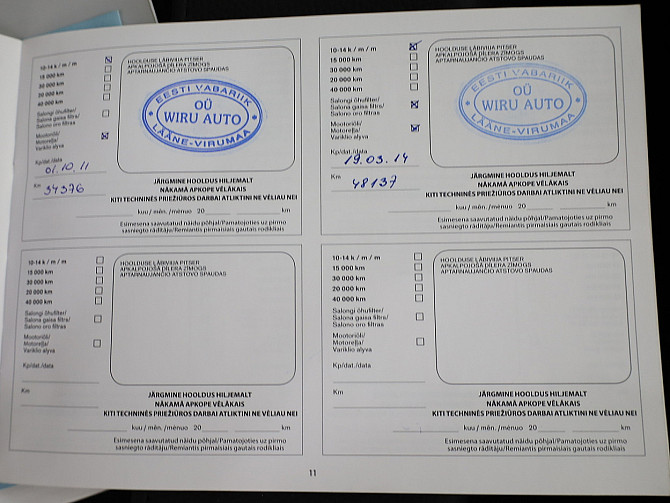 10-14 k / m / m
15 000 km
30 000 km
20 000 km
40 000 km
Salongi õhufilter/
Salona gaisa filtrs/
Salono oro filtras
Mootoriõli/
Motoreļļa/
Variklio alyva
Kp/dat./data
01.10.11
Km
34376
HOOLDUSE LÄBIVIIJA PITSER
APKALPOJOŠĀ DĪLERA ZĪMOGS
APTARNAUJANČIO ATSTOVO SPAUDAS
EESTI VABARIIK
OÜ
WIRU AUTO
LÄÄNE-VIRUMAA
JÄRGMINE HOOLDUS HILJEMALT
NĀKAMĀ APKOPE VĒLĀKAIS
KITI TECHNINĖS PRIEŽIŪROS DARBAI ATLIKTINI NE VĖLIAU NEI
kuu / mēn. / mėnuo 20 km
Esimesena saavutatud näidu põhjal/Pamatojoties uz pirmo
sasniegto rādītāju/Remiantis pirmaisiais gautais rodikliais
10-14 k / m / m
15 000 km
30 000 km
20 000 km
40 000 km
Salongi õhufilter/
Salona gaisa filtrs/
Salono oro filtras
Mootoriõli/
Motoreļļa/
Variklio alyva
Kp/dat./data
19.03.14
Km
48137
HOOLDUSE LÄBIVIIJA PITSER
APKALPOJOŠĀ DĪLERA ZĪMOGS
APTARNAUJANČIO ATSTOVO SPAUDAS
EESTI VABARIIK
OÜ
WIRU AUTO
LÄÄNE-VIRUMAA
JÄRGMINE HOOLDUS HILJEMALT
NĀKAMĀ APKOPE VĒLĀKAIS
KITI TECHNINĖS PRIEŽIŪROS DARBAI ATLIKTINI NE VĖLIAU NEI
kuu / mēn. / mėnuo 20 km
Esimesena saavutatud näidu põhjal/Pamatojoties uz pirmo
sasniegto rādītāju/Remiantis pirmaisiais gautais rodikliais
10-14 k / m / m
15 000 km
30 000 km
20 000 km
40 000 km
Salongi õhufilter/
Salona gaisa filtrs/
Salono oro filtras
Mootoriõli/
Motoreļļa/
Variklio alyva
Kp/dat./data
Km
HOOLDUSE LÄBIVIIJA PITSER
APKALPOJOŠĀ DĪLERA ZĪMOGS
APTARNAUJANČIO ATSTOVO SPAUDAS
JÄRGMINE HOOLDUS HILJEMALT
NĀKAMĀ APKOPE VĒLĀKAIS
KITI TECHNINĖS PRIEŽIŪROS DARBAI ATLIKTINI NE VĖLIAU NEI
kuu / mēn. / mėnuo 20 km
Esimesena saavutatud näidu põhjal/Pamatojoties uz pirmo
sasniegto rādītāju/Remiantis pirmaisiais gautais rodikliais
10-14 k / m / m
15 000 km
30 000 km
20 000 km
40 000 km
Salongi õhufilter/
Salona gaisa filtrs/
Salono oro filtras
Mootoriõli/
Motoreļļa/
Variklio alyva
Kp/dat./data
Km
HOOLDUSE LÄBIVIIJA PITSER
APKALPOJOŠĀ DĪLERA ZĪMOGS
APTARNAUJANČIO ATSTOVO SPAUDAS
JÄRGMINE HOOLDUS HILJEMALT
NĀKAMĀ APKOPE VĒLĀKAIS
KITI TECHNINĖS PRIEŽIŪROS DARBAI ATLIKTINI NE VĖLIAU NEI
kuu / mēn. / mėnuo 20 km
Esimesena saavutatud näidu põhjal/Pamatojoties uz pirmo
sasniegto rādītāju/Remiantis pirmaisiais gautais rodikliais
11